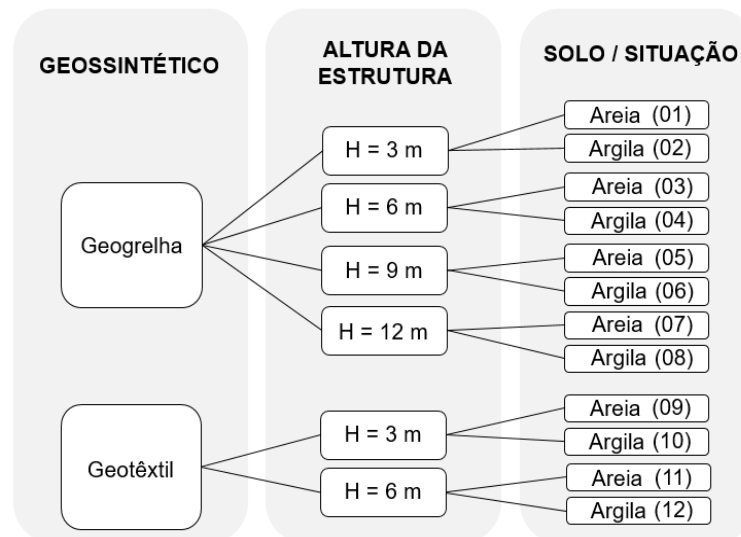 GEOSSINTÉTICO
ALTURA DA
ESTRUTURA
SOLO / SITUAÇÃO
Geogrelha
H = 3 m
Areia (01)
Argila (02)
H = 6 m
Areia (03)
Argila (04)
H = 9 m
Areia (05)
Argila (06)
H = 12 m
Areia (07)
Argila (08)
Geotêxtil
H = 3 m
Areia (09)
Argila (10)
H = 6 m
Areia (11)
Argila (12)